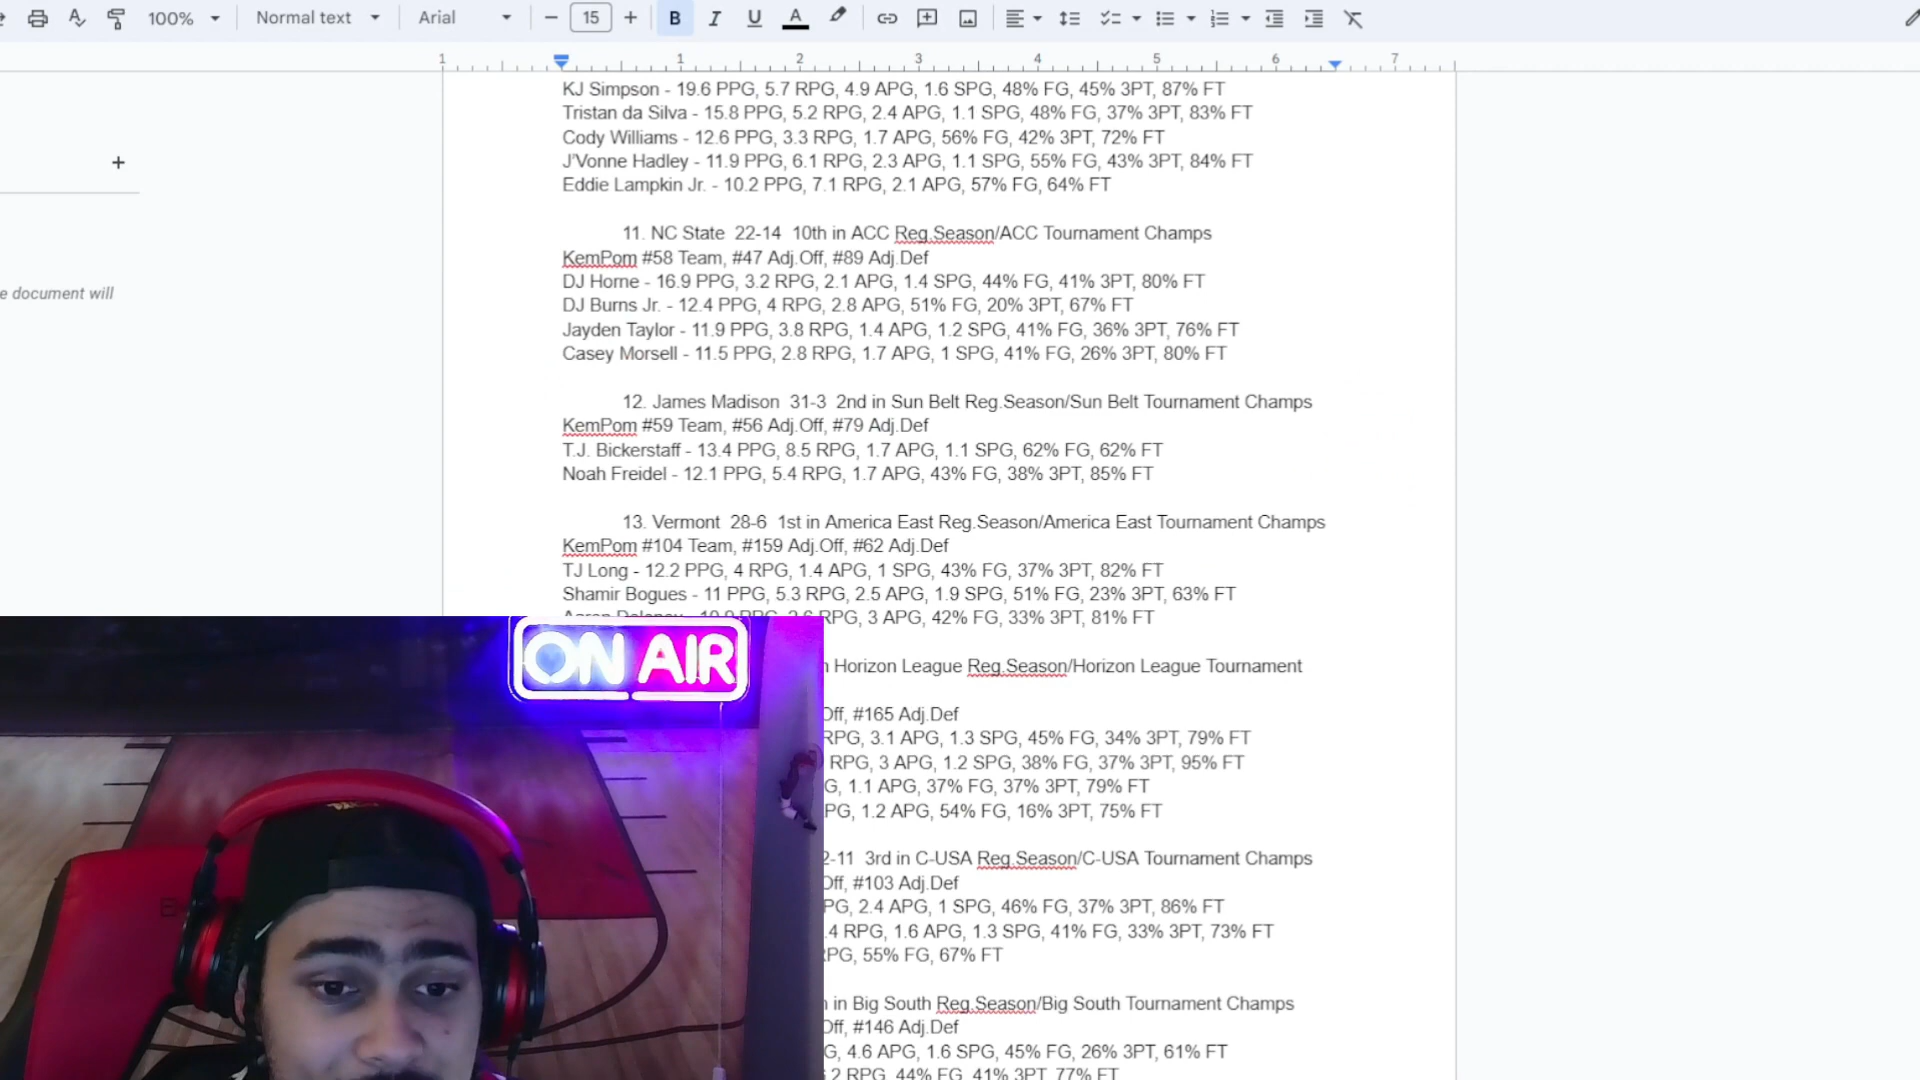 100% Normal text Arial 15 B I U A
1 1 2 3 4 5 6 7
KJ Simpson - 19.6 PPG, 5.7 RPG, 4.9 APG, 1.6 SPG, 48% FG, 45% 3PT, 87% FT
Tristan da Silva - 15.8 PPG, 5.2 RPG, 2.4 APG, 1.1 SPG, 48% FG, 37% 3PT, 83% FT
Cody Williams - 12.6 PPG, 3.3 RPG, 1.7 APG, 56% FG, 42% 3PT, 72% FT
J'Vonne Hadley - 11.9 PPG, 6.1 RPG, 2.3 APG, 1.1 SPG, 55% FG, 43% 3PT, 84% FT
Eddie Lampkin Jr. - 10.2 PPG, 7.1 RPG, 2.1 APG, 57% FG, 64% FT
11. NC State 22-14 10th in ACC Reg.Season/ACC Tournament Champs
KemPom #58 Team, #47 Adj.Off, #89 Adj.Def
e document will
DJ Horne - 16.9 PPG, 3.2 RPG, 2.1 APG, 1.4 SPG, 44% FG, 41% 3PT, 80% FT
DJ Burns Jr. - 12.4 PPG, 4 RPG, 2.8 APG, 51% FG, 20% 3PT, 67% FT
Jayden Taylor - 11.9 PPG, 3.8 RPG, 1.4 APG, 1.2 SPG, 41% FG, 36% 3PT, 76% FT
Casey Morsell - 11.5 PPG, 2.8 RPG, 1.7 APG, 1 SPG, 41% FG, 26% 3PT, 80% FT
12. James Madison 31-3 2nd in Sun Belt Reg.Season/Sun Belt Tournament Champs
KemPom #59 Team, #56 Adj.Off, #79 Adj.Def
T.J. Bickerstaff - 13.4 PPG, 8.5 RPG, 1.7 APG, 1.1 SPG, 62% FG, 62% FT
Noah Freidel - 12.1 PPG, 5.4 RPG, 1.7 APG, 43% FG, 38% 3PT, 85% FT
13. Vermont 28-6 1st in America East Reg.Season/America East Tournament Champs
KemPom #104 Team, #159 Adj.Off, #62 Adj.Def
TJ Long - 12.2 PPG, 4 RPG, 1.4 APG, 1 SPG, 43% FG, 37% 3PT, 82% FT
Shamir Bogues - 11 PPG, 5.3 RPG, 2.5 APG, 1.9 SPG, 51% FG, 23% 3PT, 63% FT
RPG, 3 APG, 42% FG, 33% 3PT, 81% FT
ON AIR
Horizon League Reg.Season/Horizon League Tournament
Off, #165 Adj.Def
RPG, 3.1 APG, 1.3 SPG, 45% FG, 34% 3PT, 79% FT
RPG, 3 APG, 1.2 SPG, 38% FG, 37% 3PT, 95% FT
G, 1.1 APG, 37% FG, 37% 3PT, 79% FT
PG, 1.2 APG, 54% FG, 16% 3PT, 75% FT
2-11 3rd in C-USA Reg.Season/C-USA Tournament Champs
Off, #103 Adj.Def
PG, 2.4 APG, 1 SPG, 46% FG, 37% 3PT, 86% FT
.4 RPG, 1.6 APG, 1.3 SPG, 41% FG, 33% 3PT, 73% FT
RPG, 55% FG, 67% FT
in Big South Reg.Season/Big South Tournament Champs
Off, #146 Adj.Def
G, 4.6 APG, 1.6 SPG, 45% FG, 26% 3PT, 61% FT
.2 RPG, 44% FG, 41% 3PT, 77% FT